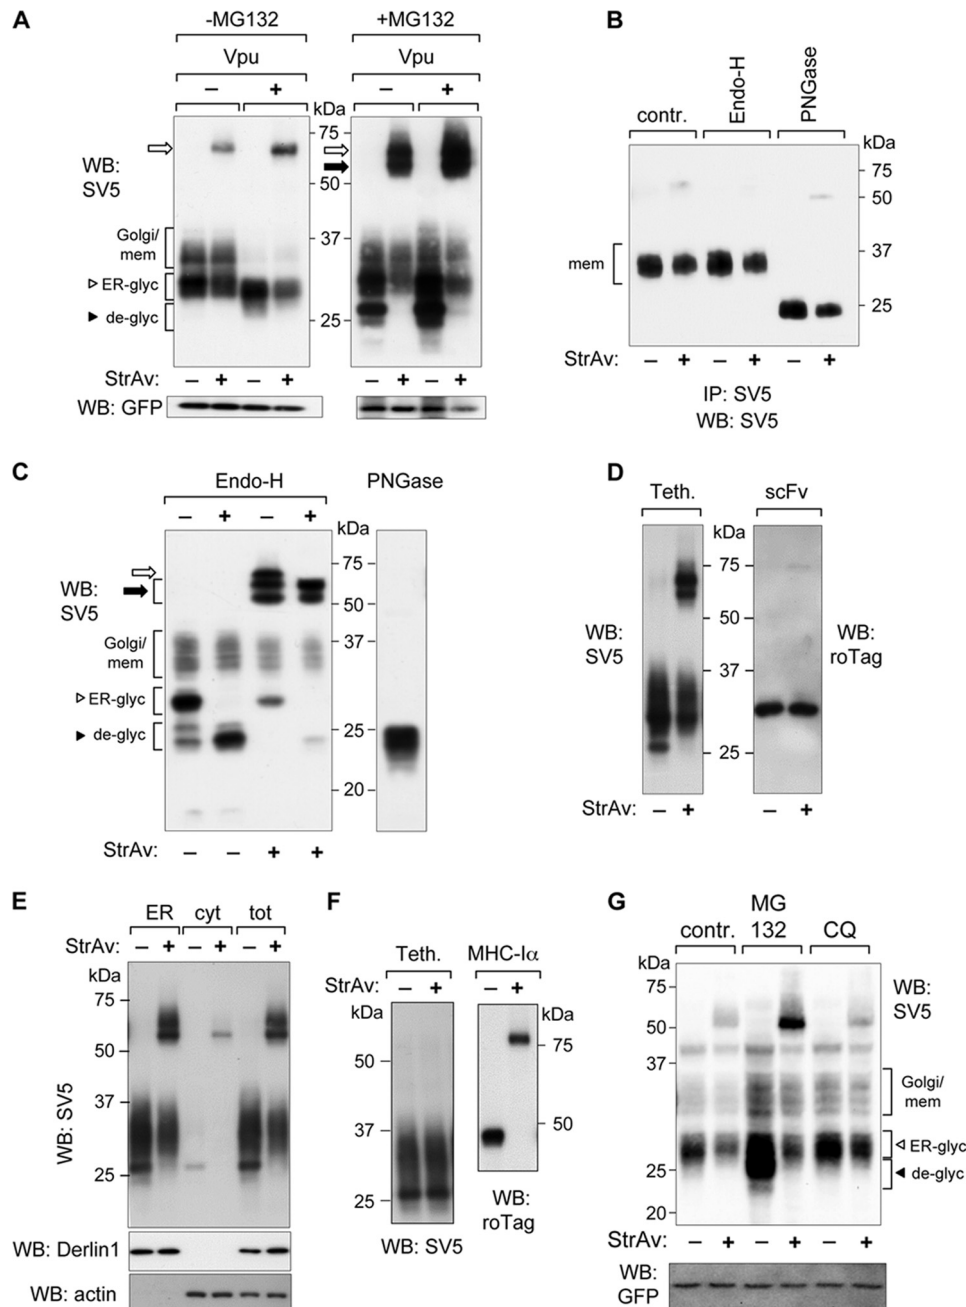 A
-MG132
+MG132
Vpu
Vpu
– + – +
kDa
WB:
SV5
75
50
37
25
Golgi/
mem
ER-glyc
de-glyc
StrAv: – + – + – + – +
WB: GFP
B
contr.
Endo-H
PNGase
kDa
75
50
37
25
mem
StrAv: – + – + – +
IP: SV5
WB: SV5
C
Endo-H
PNGase
– + – +
kDa
WB:
SV5
75
50
37
25
20
Golgi/
mem
ER-glyc
de-glyc
StrAv: – – + +
D
Teth.
scFv
kDa
75
50
37
25
WB:
SV5
WB:
roTag
StrAv: – + – +
E
ER cyt tot
StrAv: – + – + – +
kDa
75
50
37
25
WB: SV5
WB: Derlin1
WB: actin
F
Teth.
MHC-Iα
StrAv: – + – +
kDa
50
37
25
kDa
75
50
WB: SV5
WB:
roTag
G
contr.
MG
132
CQ
kDa
75
50
37
25
20
WB:
SV5
Golgi/
mem
ER-glyc
de-glyc
StrAv: – + – + – +
WB:
GFP